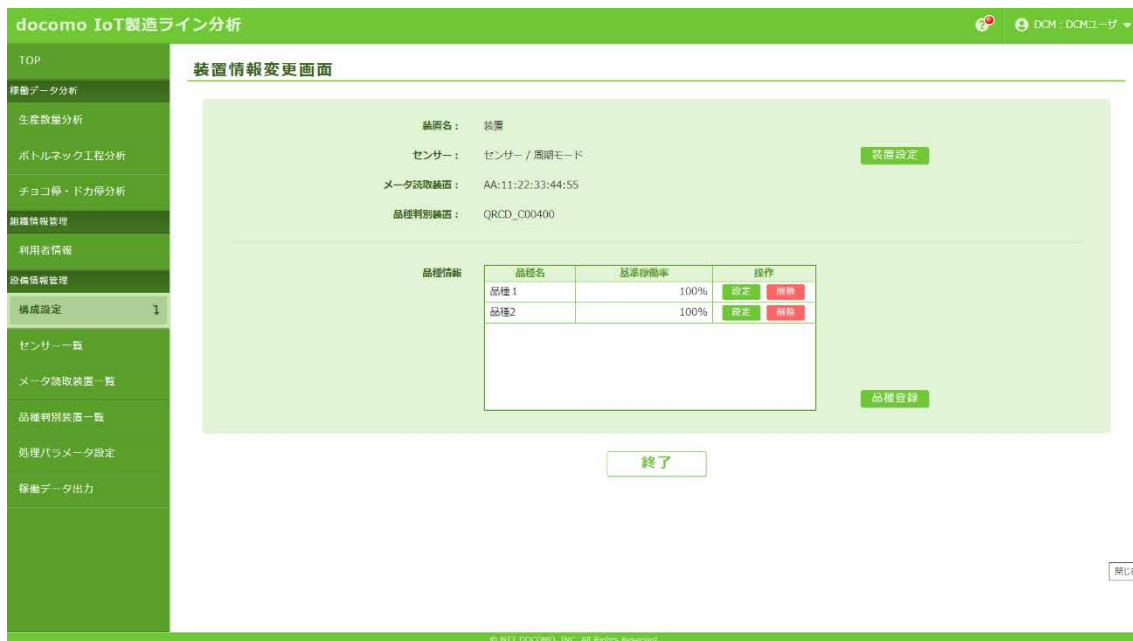 docomo IoT製造ライン分析
DCM : DCMユーザ
TOP
稼働データ分析
生産数量分析
ボトルネック工程分析
チョコ停・ドカ停分析
組織情報管理
利用者情報
設備情報管理
構成設定
センサー一覧
メータ読取装置一覧
品種判別装置一覧
処理パラメータ設定
稼働データ出力
装置情報変更画面
装置名： 装置
センサー： センサー / 周期モード 装置設定
メータ読取装置： AA:11:22:33:44:55
品種判別装置： QRCD_C00400
品種情報
品種名 基準稼働率 操作
品種1 100% 設定 削除
品種2 100% 設定 削除
品種登録
終了
閉じ
© NTT DOCOMO, INC. All Rights Reserved.